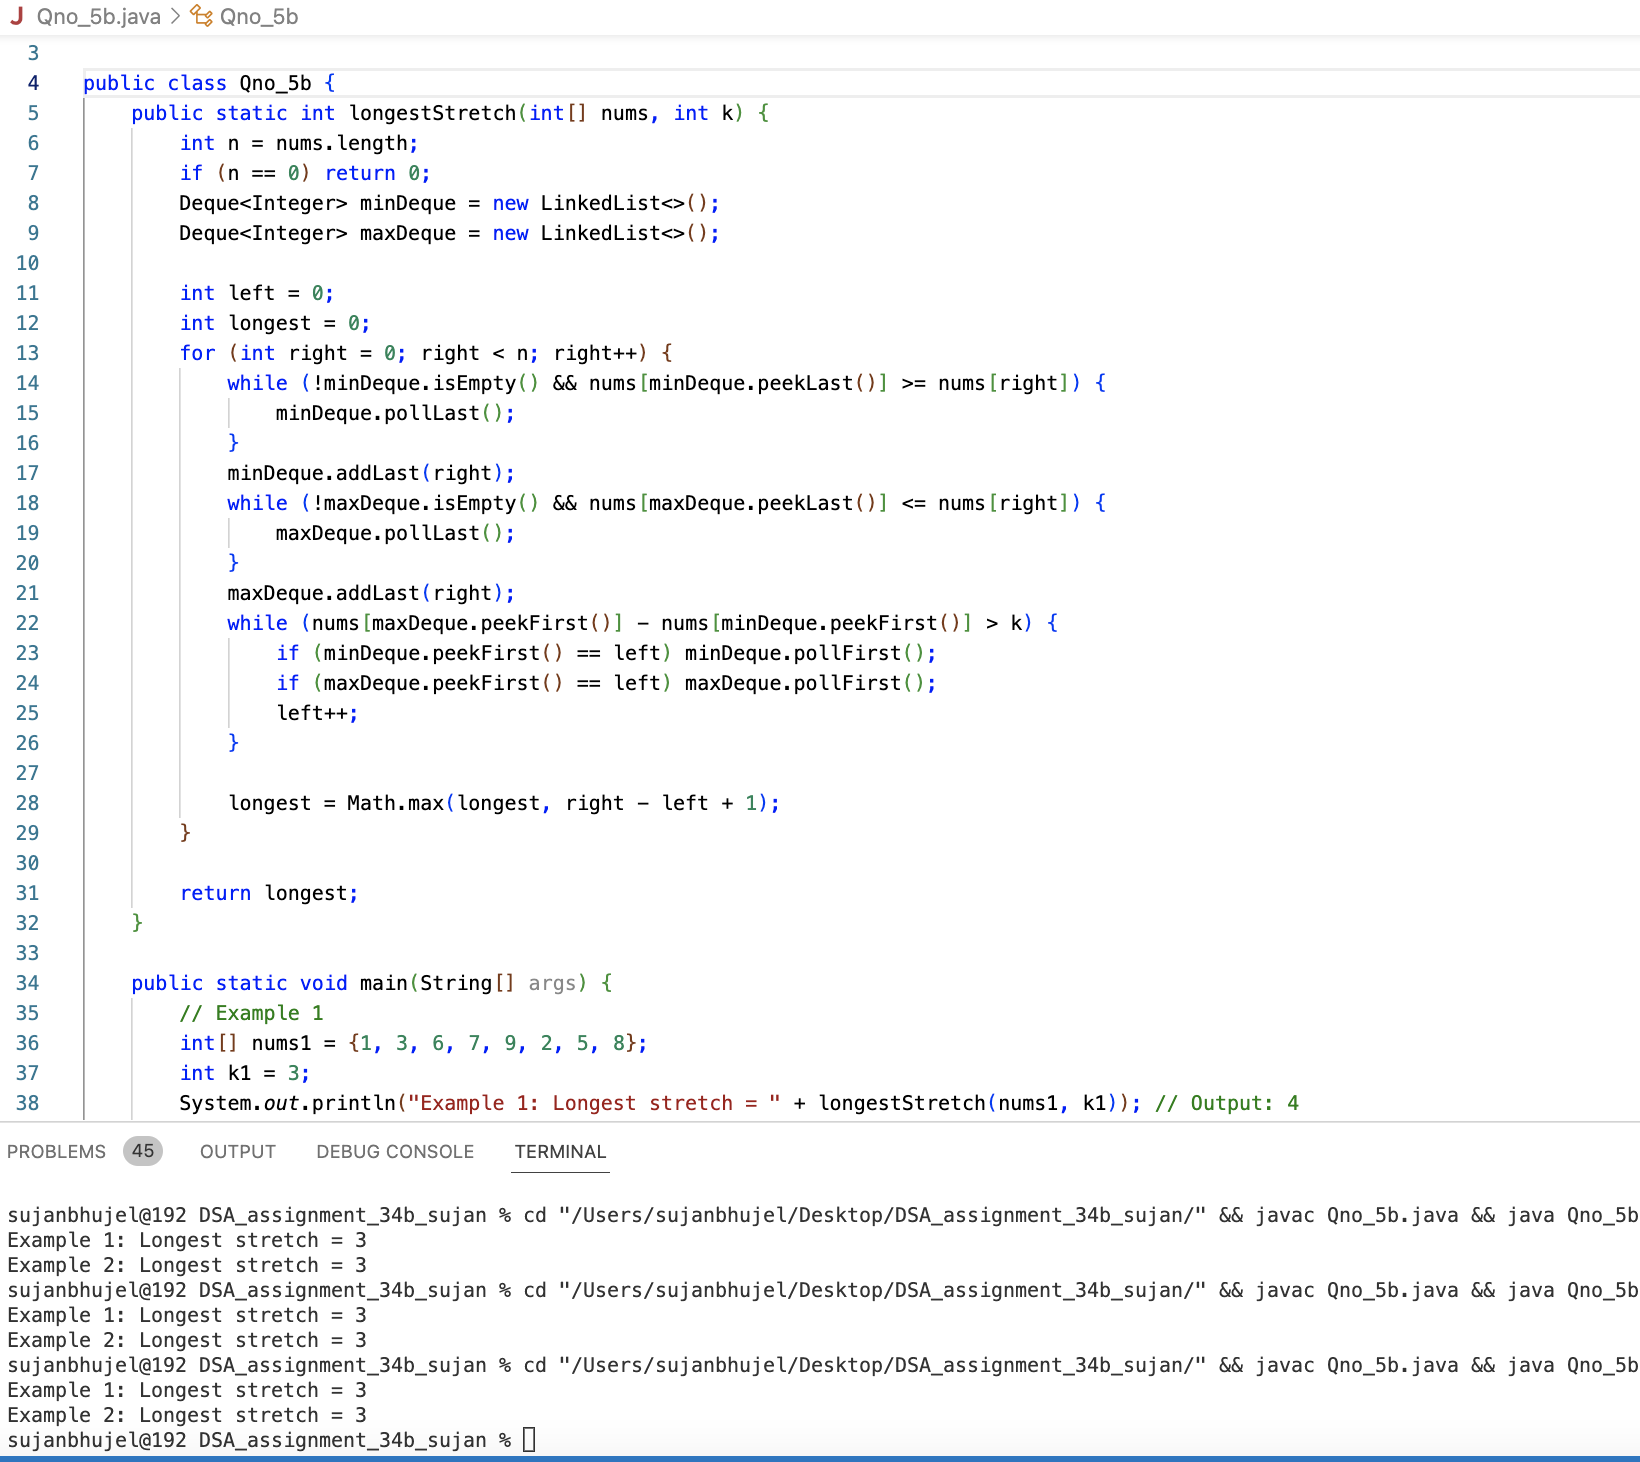 J Qno_5b.java > Qno_5b
3
4 public class Qno_5b {
5 public static int longestStretch(int[] nums, int k) {
6 int n = nums.length;
7 if (n == 0) return 0;
8 Deque<Integer> minDeque = new LinkedList<>();
9 Deque<Integer> maxDeque = new LinkedList<>();
10
11 int left = 0;
12 int longest = 0;
13 for (int right = 0; right < n; right++) {
14 while (!minDeque.isEmpty() && nums[minDeque.peekLast()] >= nums[right]) {
15 minDeque.pollLast();
16 }
17 minDeque.addLast(right);
18 while (!maxDeque.isEmpty() && nums[maxDeque.peekLast()] <= nums[right]) {
19 maxDeque.pollLast();
20 }
21 maxDeque.addLast(right);
22 while (nums[maxDeque.peekFirst()] - nums[minDeque.peekFirst()] > k) {
23 if (minDeque.peekFirst() == left) minDeque.pollFirst();
24 if (maxDeque.peekFirst() == left) maxDeque.pollFirst();
25 left++;
26 }
27
28 longest = Math.max(longest, right - left + 1);
29 }
30
31 return longest;
32 }
33
34 public static void main(String[] args) {
35 // Example 1
36 int[] nums1 = {1, 3, 6, 7, 9, 2, 5, 8};
37 int k1 = 3;
38 System.out.println("Example 1: Longest stretch = " + longestStretch(nums1, k1)); // Output: 4
PROBLEMS 45 OUTPUT DEBUG CONSOLE TERMINAL
sujanbhujel@192 DSA_assignment_34b_sujan % cd "/Users/sujanbhujel/Desktop/DSA_assignment_34b_sujan/" && javac Qno_5b.java && java Qno_5b
Example 1: Longest stretch = 3
Example 2: Longest stretch = 3
sujanbhujel@192 DSA_assignment_34b_sujan % cd "/Users/sujanbhujel/Desktop/DSA_assignment_34b_sujan/" && javac Qno_5b.java && java Qno_5b
Example 1: Longest stretch = 3
Example 2: Longest stretch = 3
sujanbhujel@192 DSA_assignment_34b_sujan % cd "/Users/sujanbhujel/Desktop/DSA_assignment_34b_sujan/" && javac Qno_5b.java && java Qno_5b
Example 1: Longest stretch = 3
Example 2: Longest stretch = 3
sujanbhujel@192 DSA_assignment_34b_sujan %